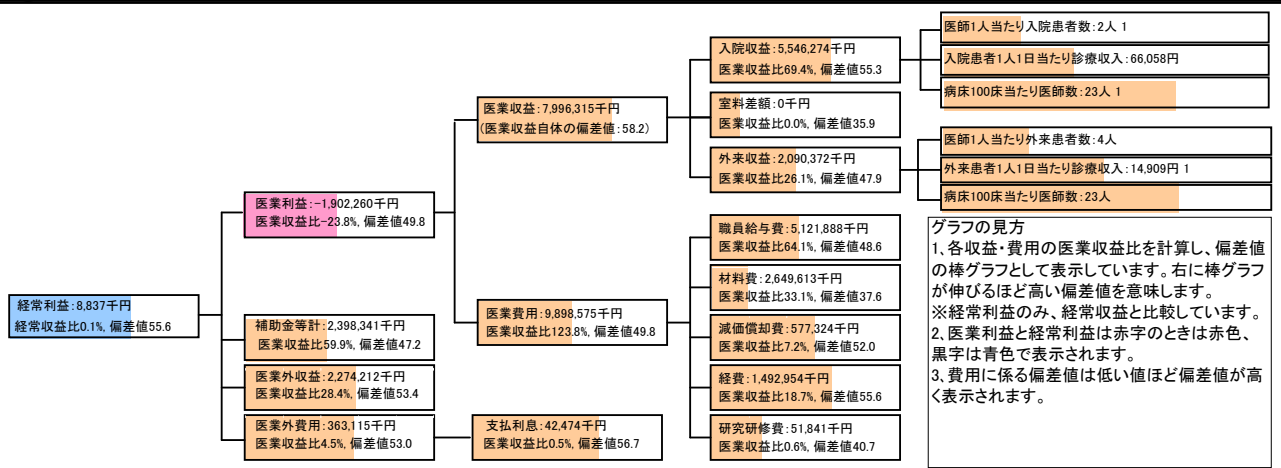 経常利益:8,837千円
経常収益比0.1%, 偏差値55.6
医業利益:-1,902,260千円
医業収益比-23.8%, 偏差値49.8
補助金等計:2,398,341千円
医業収益比59.9%, 偏差値47.2
医業外収益:2,274,212千円
医業収益比28.4%, 偏差値53.4
医業外費用:363,115千円
医業収益比4.5%, 偏差値53.0
医業収益:7,996,315千円
(医業収益自体の偏差値:58.2)
医業費用:9,898,575千円
医業収益比123.8%, 偏差値49.8
支払利息:42,474千円
医業収益比0.5%, 偏差値56.7
入院収益:5,546,274千円
医業収益比69.4%, 偏差値55.3
室料差額:0千円
医業収益比0.0%, 偏差値35.9
外来収益:2,090,372千円
医業収益比26.1%, 偏差値47.9
職員給与費:5,121,888千円
医業収益比64.1%, 偏差値48.6
材料費:2,649,613千円
医業収益比33.1%, 偏差値37.6
減価償却費:577,324千円
医業収益比7.2%, 偏差値52.0
経費:1,492,954千円
医業収益比18.7%, 偏差値55.6
研究研修費:51,841千円
医業収益比0.6%, 偏差値40.7
医師1人当たり入院患者数:2人 1
入院患者1人1日当たり診療収入:66,058円
病床100床当たり医師数:23人 1
医師1人当たり外来患者数:4人
外来患者1人1日当たり診療収入:14,909円 1
病床100床当たり医師数:23人
グラフの見方
1、各収益・費用の医業収益比を計算し、偏差値
の棒グラフとして表示しています。右に棒グラフ
が伸びるほど高い偏差値を意味します。
※経常利益のみ、経常収益と比較しています。
2、医業利益と経常利益は赤字のときは赤色、
黒字は青色で表示されます。
3、費用に係る偏差値は低い値ほど偏差値が高
く表示されます。